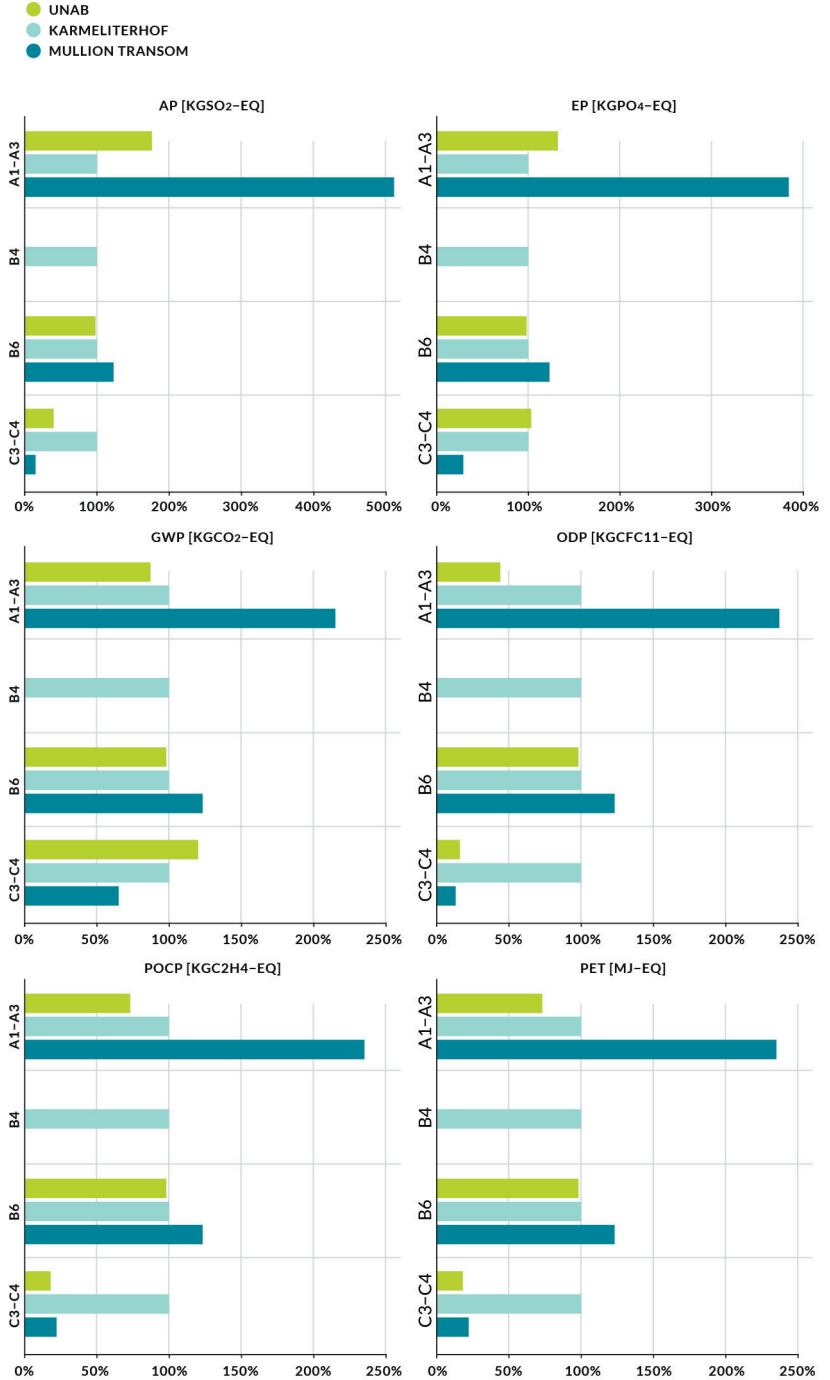 UNAB
KARMELITERHOF
MULLION TRANSOM
AP [KGSO2–EQ]
A1–A3
B4
B6
C3–C4
0% 100% 200% 300% 400% 500%
EP [KGPO4–EQ]
A1–A3
B4
B6
C3–C4
0% 100% 200% 300% 400%
GWP [KGCO2–EQ]
A1–A3
B4
B6
C3–C4
0% 50% 100% 150% 200% 250%
ODP [KGCFC11–EQ]
A1–A3
B4
B6
C3–C4
0% 50% 100% 150% 200% 250%
POCP [KGC2H4–EQ]
A1–A3
B4
B6
C3–C4
0% 50% 100% 150% 200% 250%
PET [MJ–EQ]
A1–A3
B4
B6
C3–C4
0% 50% 100% 150% 200% 250%